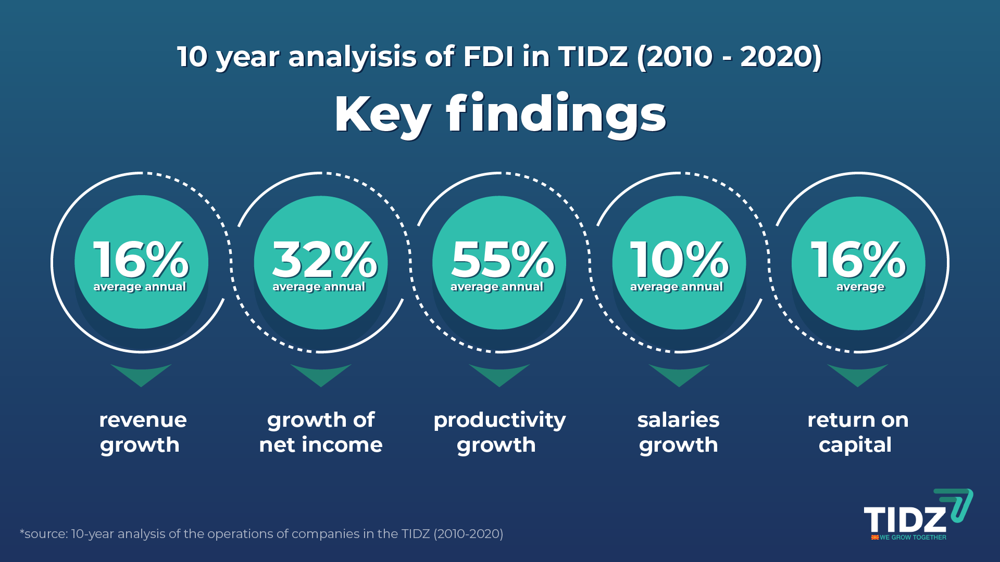 10 year analyisis of FDI in TIDZ (2010 - 2020)
Key findings
16%
average annual
32%
average annual
55%
average annual
10%
average annual
16%
average
revenue
growth
growth of
net income
productivity
growth
salaries
growth
return on
capital
TIDZ
WE GROW TOGETHER
*source: 10-year analysis of the operations of companies in the TIDZ (2010-2020)